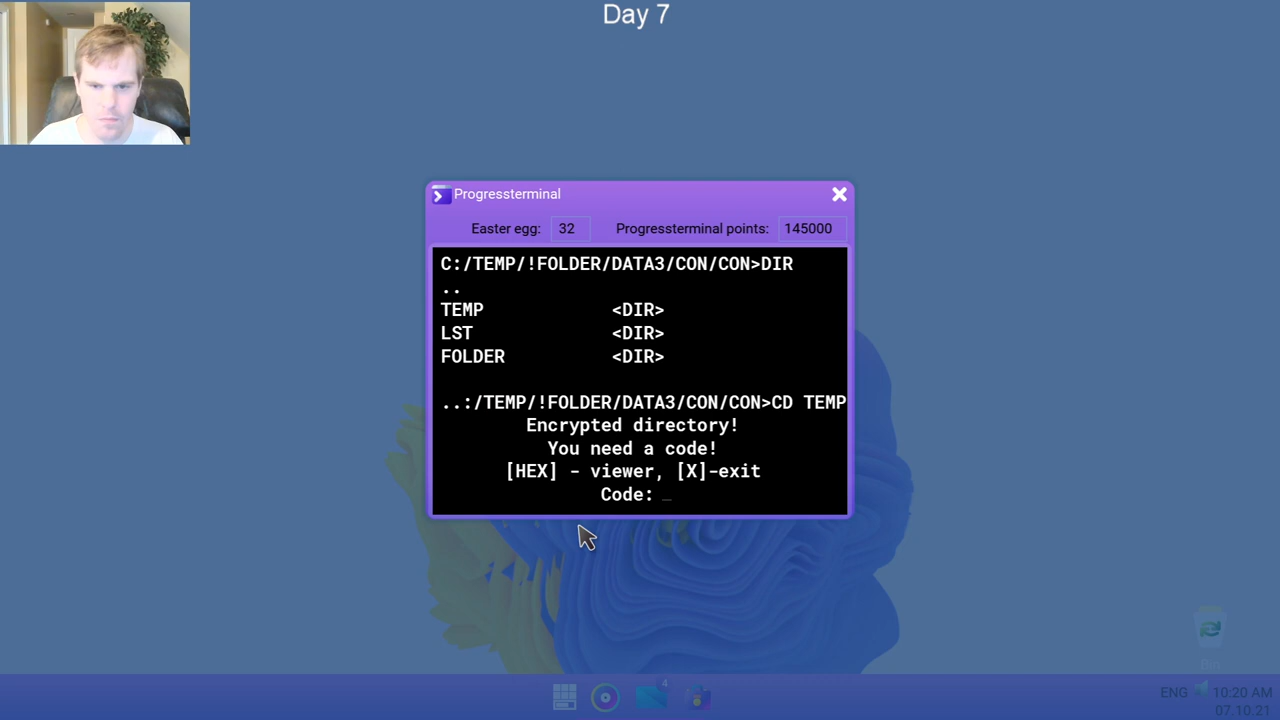 Day 7
Progressterminal
Easter egg: 32 Progressterminal points: 145000
C:/TEMP/!FOLDER/DATA3/CON/CON>DIR
..
TEMP <DIR>
LST <DIR>
FOLDER <DIR>
..:/TEMP/!FOLDER/DATA3/CON/CON>CD TEMP
Encrypted directory!
You need a code!
[HEX] - viewer, [X]-exit
Code: _
Bin
4
ENG 10:20 AM
07.10.21